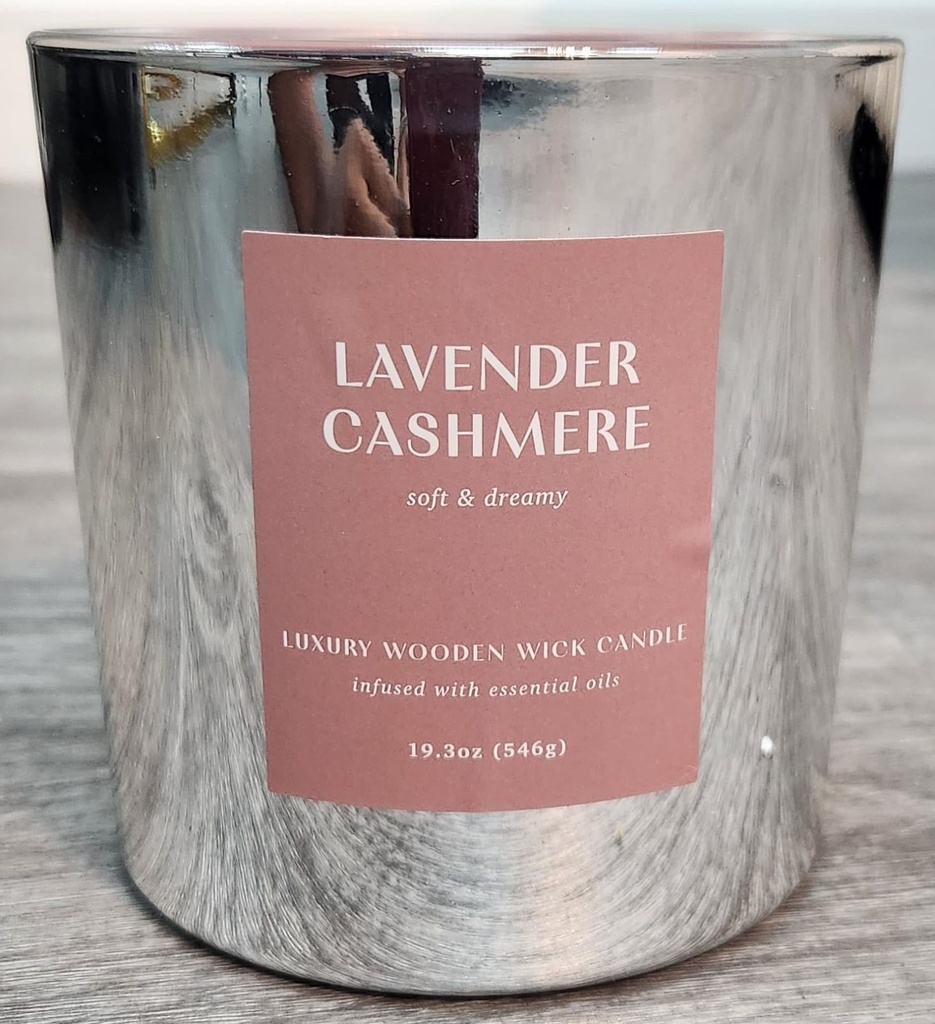 LAVENDER
CASHMERE
soft & dreamy
LUXURY WOODEN WICK CANDLE
infused with essential oils
19.3oz (546g)